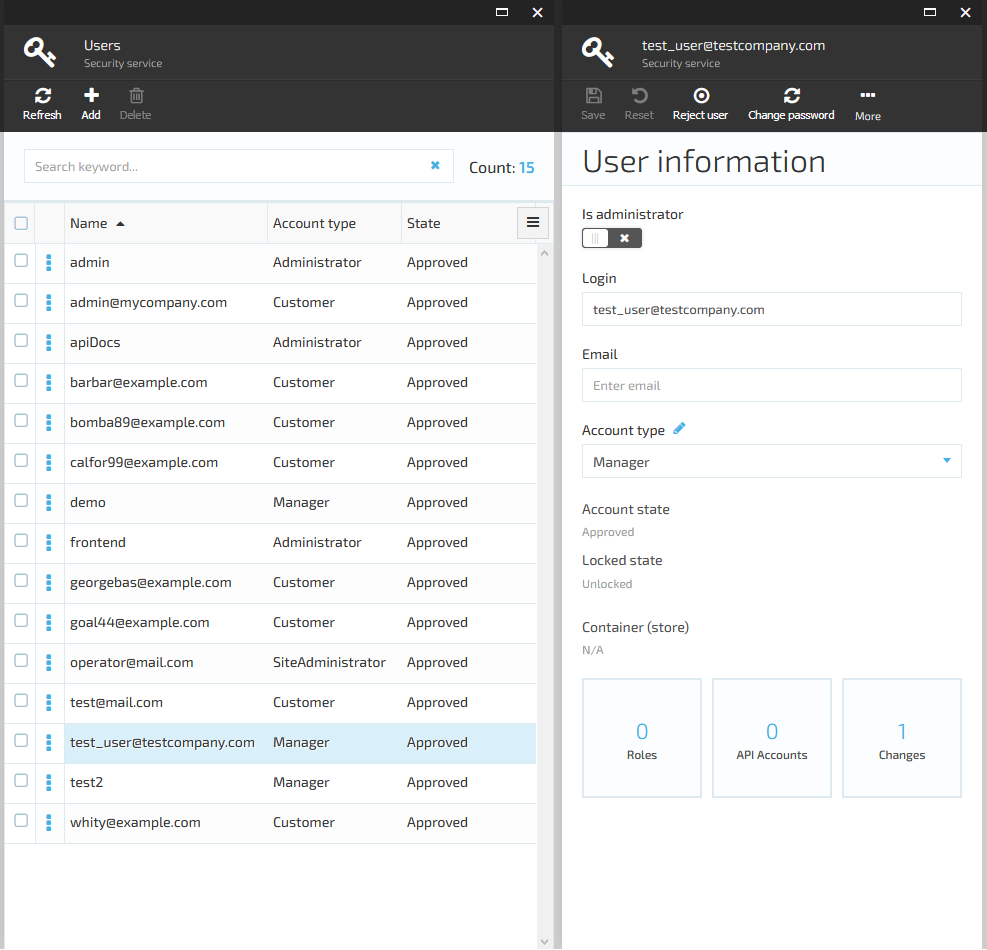 Users
Security service
Refresh Add Delete
Search keyword...
Count: 15
Name Account type State
admin Administrator Approved
admin@mycompany.com Customer Approved
apiDocs Administrator Approved
barbar@example.com Customer Approved
bomba89@example.com Customer Approved
calfor99@example.com Customer Approved
demo Manager Approved
frontend Administrator Approved
georgebas@example.com Customer Approved
goal44@example.com Customer Approved
operator@mail.com SiteAdministrator Approved
test@mail.com Customer Approved
test_user@testcompany.com Manager Approved
test2 Manager Approved
whity@example.com Customer Approved
test_user@testcompany.com
Security service
Save Reset Reject user Change password More
User information
Is administrator
Login
test_user@testcompany.com
Email
Enter email
Account type
Manager
Account state
Approved
Locked state
Unlocked
Container (store)
N/A
0 0 1
Roles API Accounts Changes